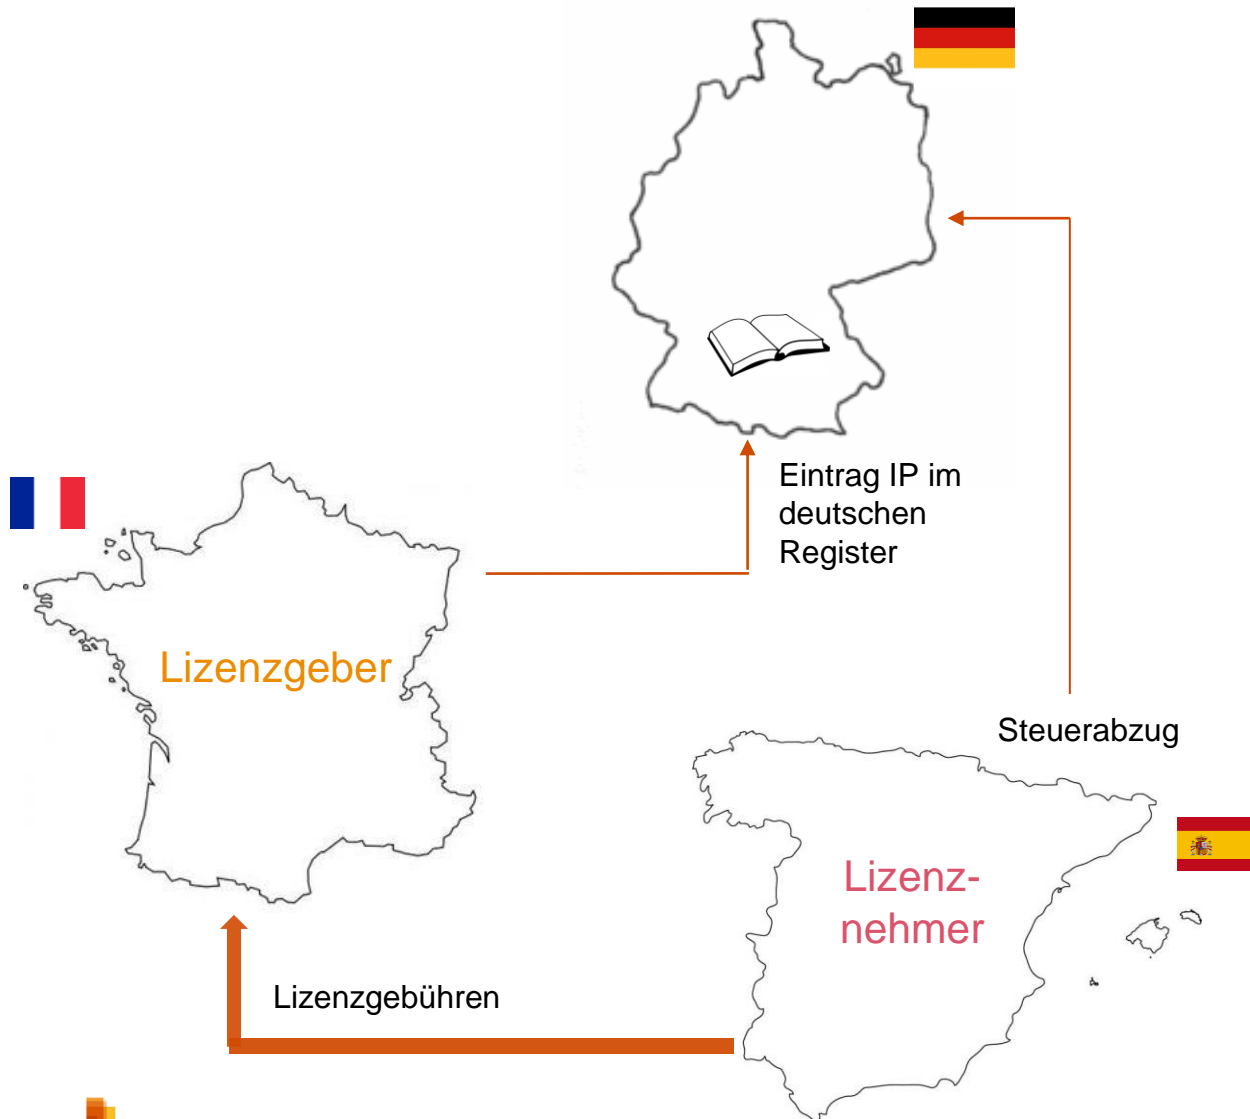 Eintrag IP im
deutschen
Register
Lizenzgeber
Steuerabzug
Lizenz-
nehmer
Lizenzgebühren